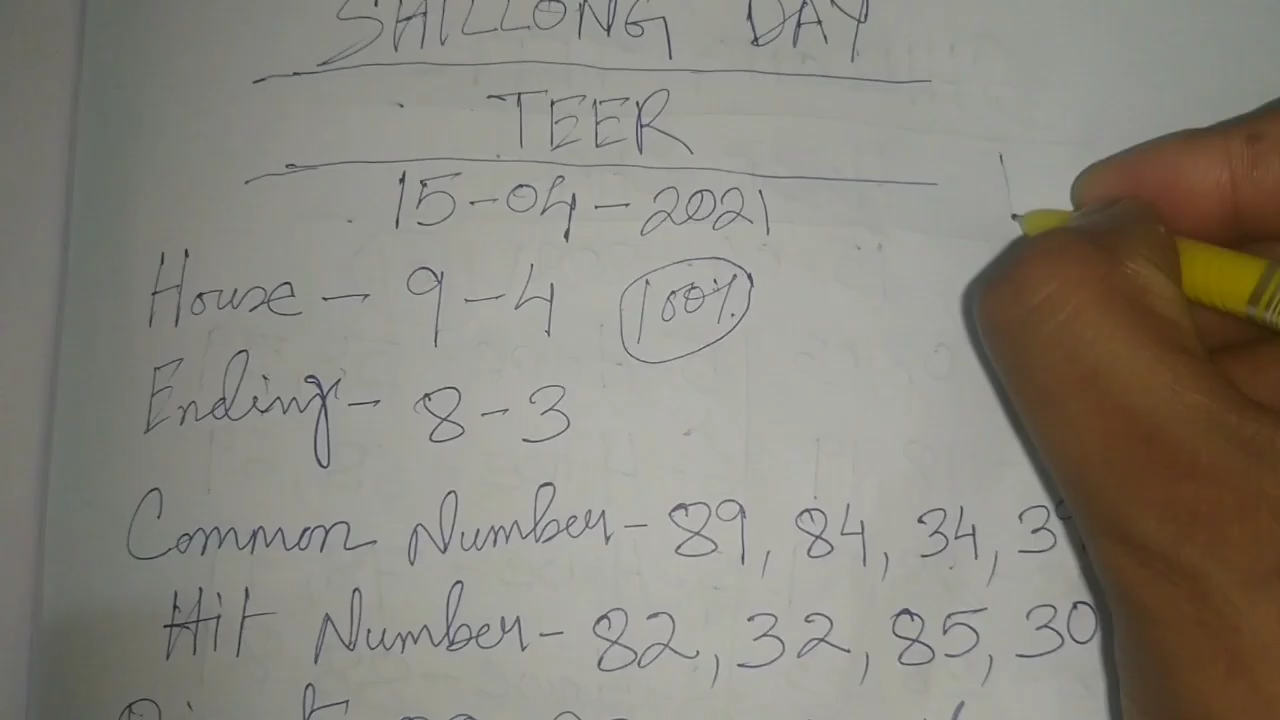 SHILLONG DAY
TEER
15-04-2021
House - 9-4 100%
Ending - 8-3
Common Number - 89, 84, 34,
Hit Number - 82, 32, 85, 30